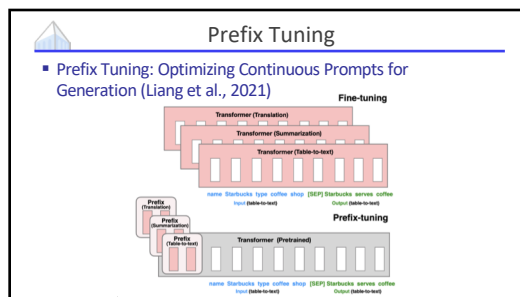 Prefix Tuning
▪ Prefix Tuning: Optimizing Continuous Prompts for
Generation (Liang et al., 2021)
Fine-tuning
Transformer (Translation)
Transformer (Summarization)
Transformer (Table-to-text)
name Starbucks type coffee shop [SEP] Starbucks serves coffee
Input (table-to-text) Output (table-to-text)
Prefix-tuning
Prefix
(Translation)
Prefix
(Summarization)
Prefix
(Table-to-text)
Transformer (Pretrained)
name Starbucks type coffee shop [SEP] Starbucks serves coffee
Input (table-to-text) Output (table-to-text)